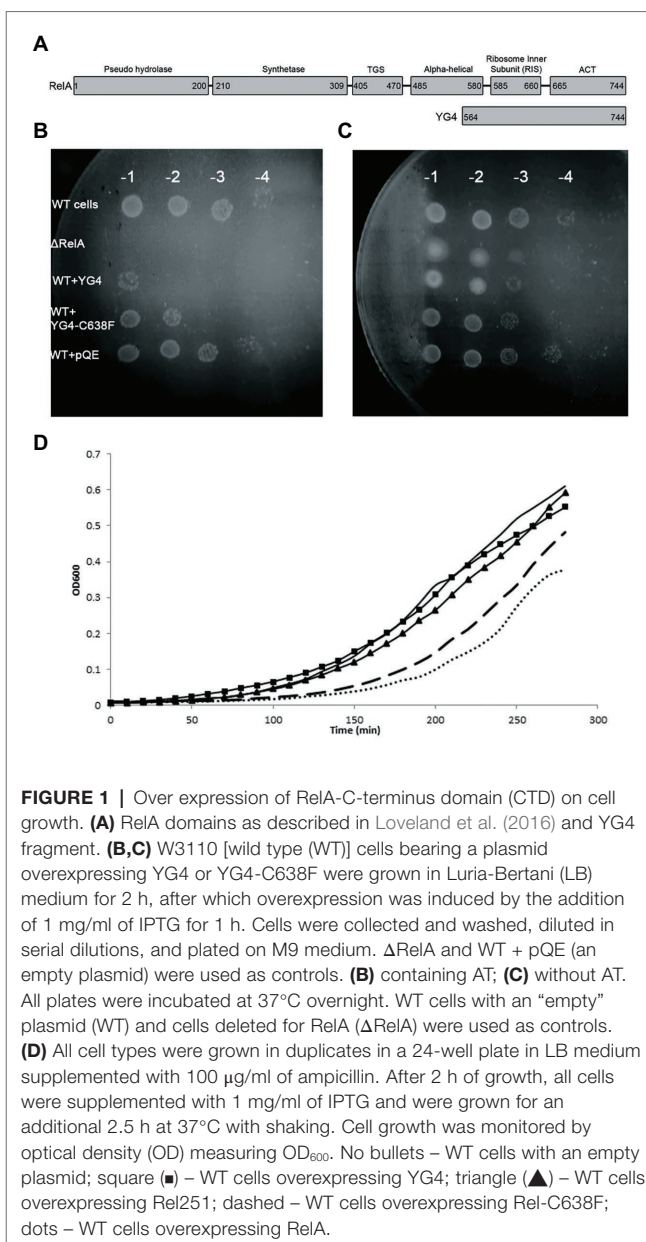 A
Pseudo hydrolase Synthetase TGS Alpha-helical Ribosome Inner Subunit (RIS) ACT
RelA 1 200 210 309 405 470 485 580 585 660 665 744
YG4 564 744
B
-1 -2 -3 -4
WT cells
ΔRelA
WT+YG4
WT+
YG4-C638F
WT+pQE
C
-1 -2 -3 -4
D
0.7
0.6
0.5
0.4
0.3
0.2
0.1
0
OD600
0 50 100 150 200 250 300
Time (min)
FIGURE 1 | Over expression of RelA-C-terminus domain (CTD) on cell
growth. (A) RelA domains as described in Loveland et al. (2016) and YG4
fragment. (B,C) W3110 [wild type (WT)] cells bearing a plasmid
overexpressing YG4 or YG4-C638F were grown in Luria-Bertani (LB)
medium for 2 h, after which overexpression was induced by the addition
of 1 mg/ml of IPTG for 1 h. Cells were collected and washed, diluted in
serial dilutions, and plated on M9 medium. ΔRelA and WT + pQE (an
empty plasmid) were used as controls. (B) containing AT; (C) without AT.
All plates were incubated at 37°C overnight. WT cells with an “empty”
plasmid (WT) and cells deleted for RelA (ΔRelA) were used as controls.
(D) All cell types were grown in duplicates in a 24-well plate in LB medium
supplemented with 100 μg/ml of ampicillin. After 2 h of growth, all cells
were supplemented with 1 mg/ml of IPTG and were grown for an
additional 2.5 h at 37°C with shaking. Cell growth was monitored by
optical density (OD) measuring OD600. No bullets – WT cells with an empty
plasmid; square (■) – WT cells overexpressing YG4; triangle (▲) – WT cells
overexpressing Rel251; dashed – WT cells overexpressing Rel-C638F;
dots – WT cells overexpressing RelA.